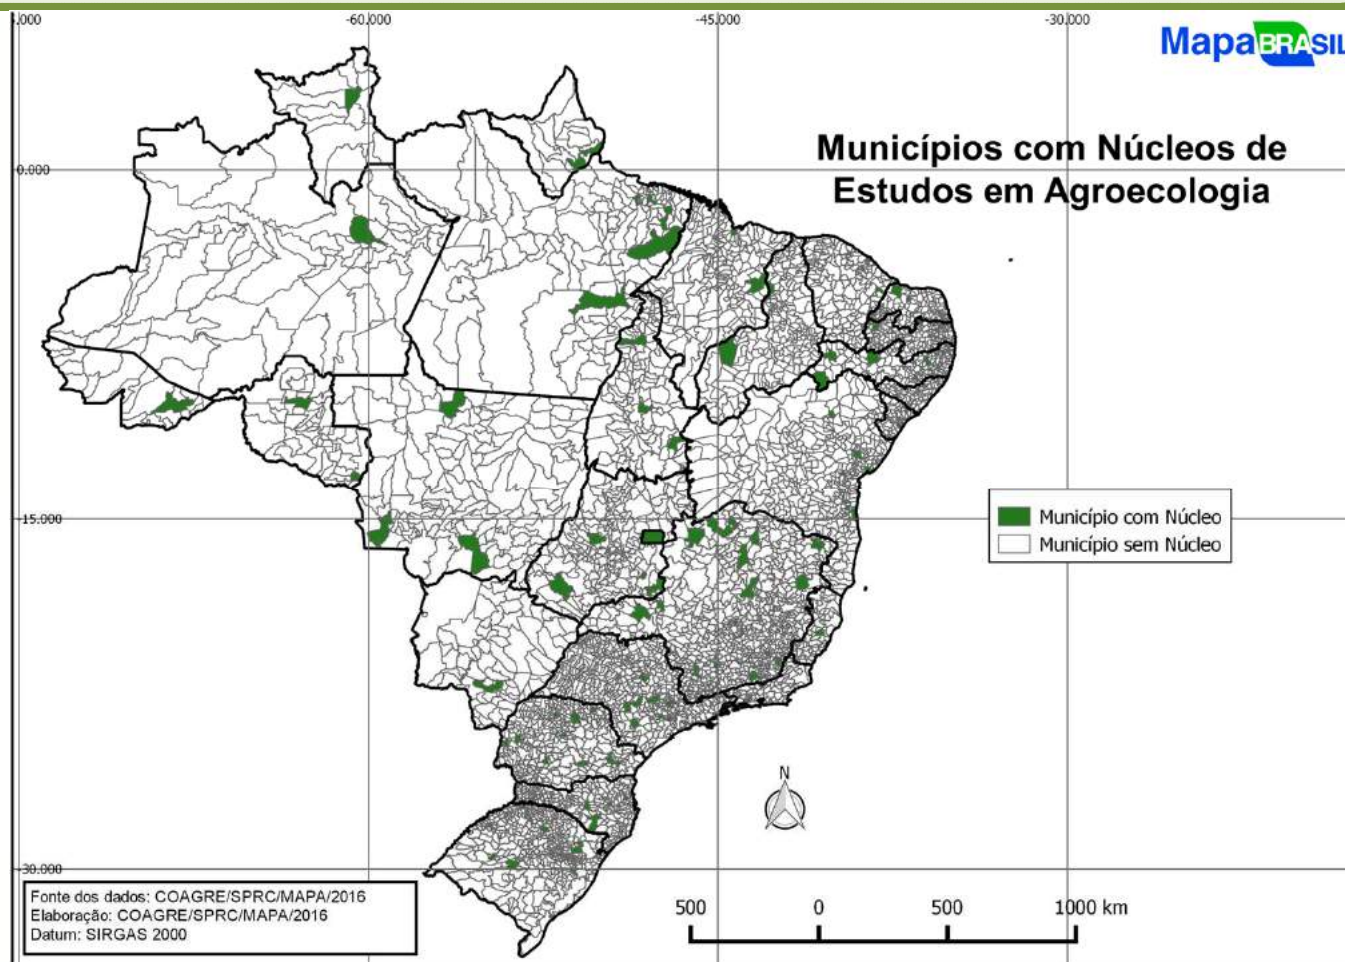 .000
-60.000
-45.000
-30.000
MapaBRASIL
Municípios com Núcleos de
Estudos em Agroecologia
0.000
-15.000
Município com Núcleo
Município sem Núcleo
N
-30.000
Fonte dos dados: COAGRE/SPRC/MAPA/2016
Elaboração: COAGRE/SPRC/MAPA/2016
Datum: SIRGAS 2000
500
0
500
1000 km